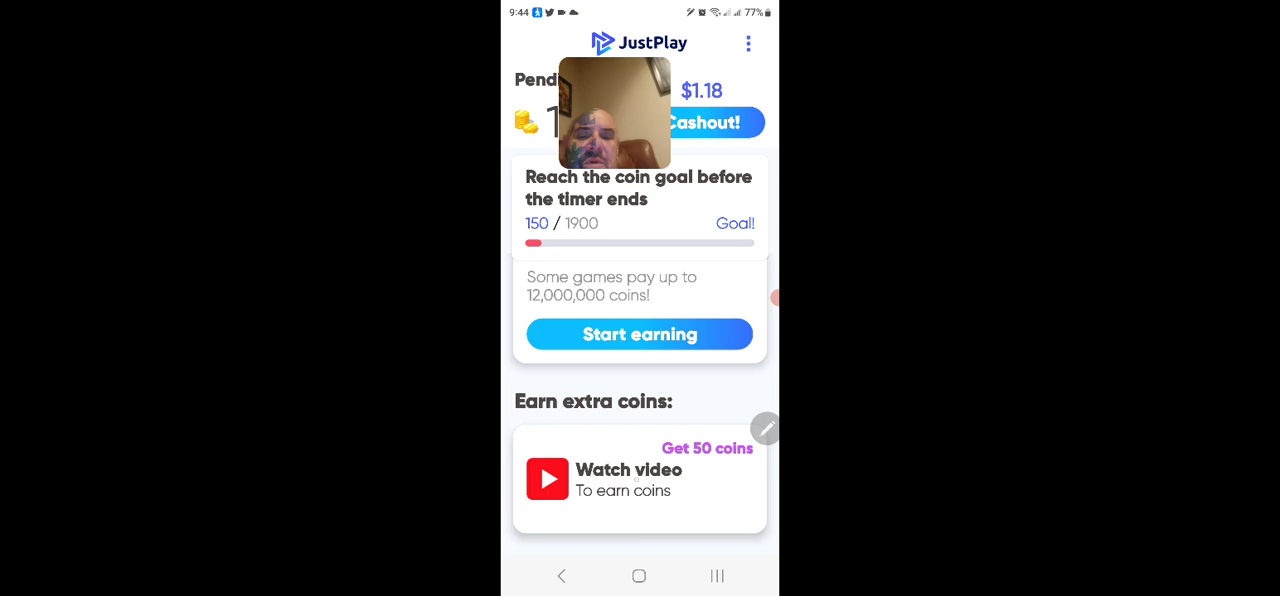 9:44 77%
JustPlay
$1.18
Cashout!
Reach the coin goal before
the timer ends
150 / 1900 Goal!
Some games pay up to
12,000,000 coins!
Start earning
Earn extra coins:
Get 50 coins
Watch video
To earn coins